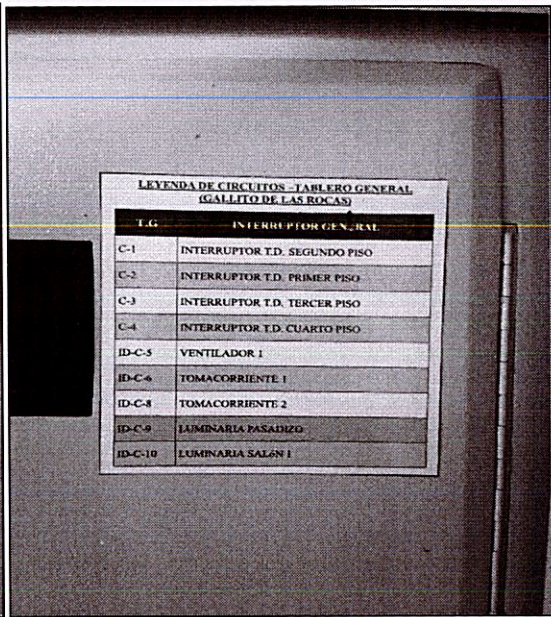 LEYENDA DE CIRCUITOS - TABLERO GENERAL
(GALLITO DE LAS ROCAS)
T.G INTERRUPTOR GENERAL
C-1 INTERRUPTOR T.D. SEGUNDO PISO
C-2 INTERRUPTOR T.D. PRIMER PISO
C-3 INTERRUPTOR T.D. TERCER PISO
C-4 INTERRUPTOR T.D. CUARTO PISO
ID-C-5 VENTILADOR 1
ID-C-6 TOMACORRIENTE 1
ID-C-8 TOMACORRIENTE 2
ID-C-9 LUMINARIA PASADIZO
ID-C-10 LUMINARIA SALóN 1